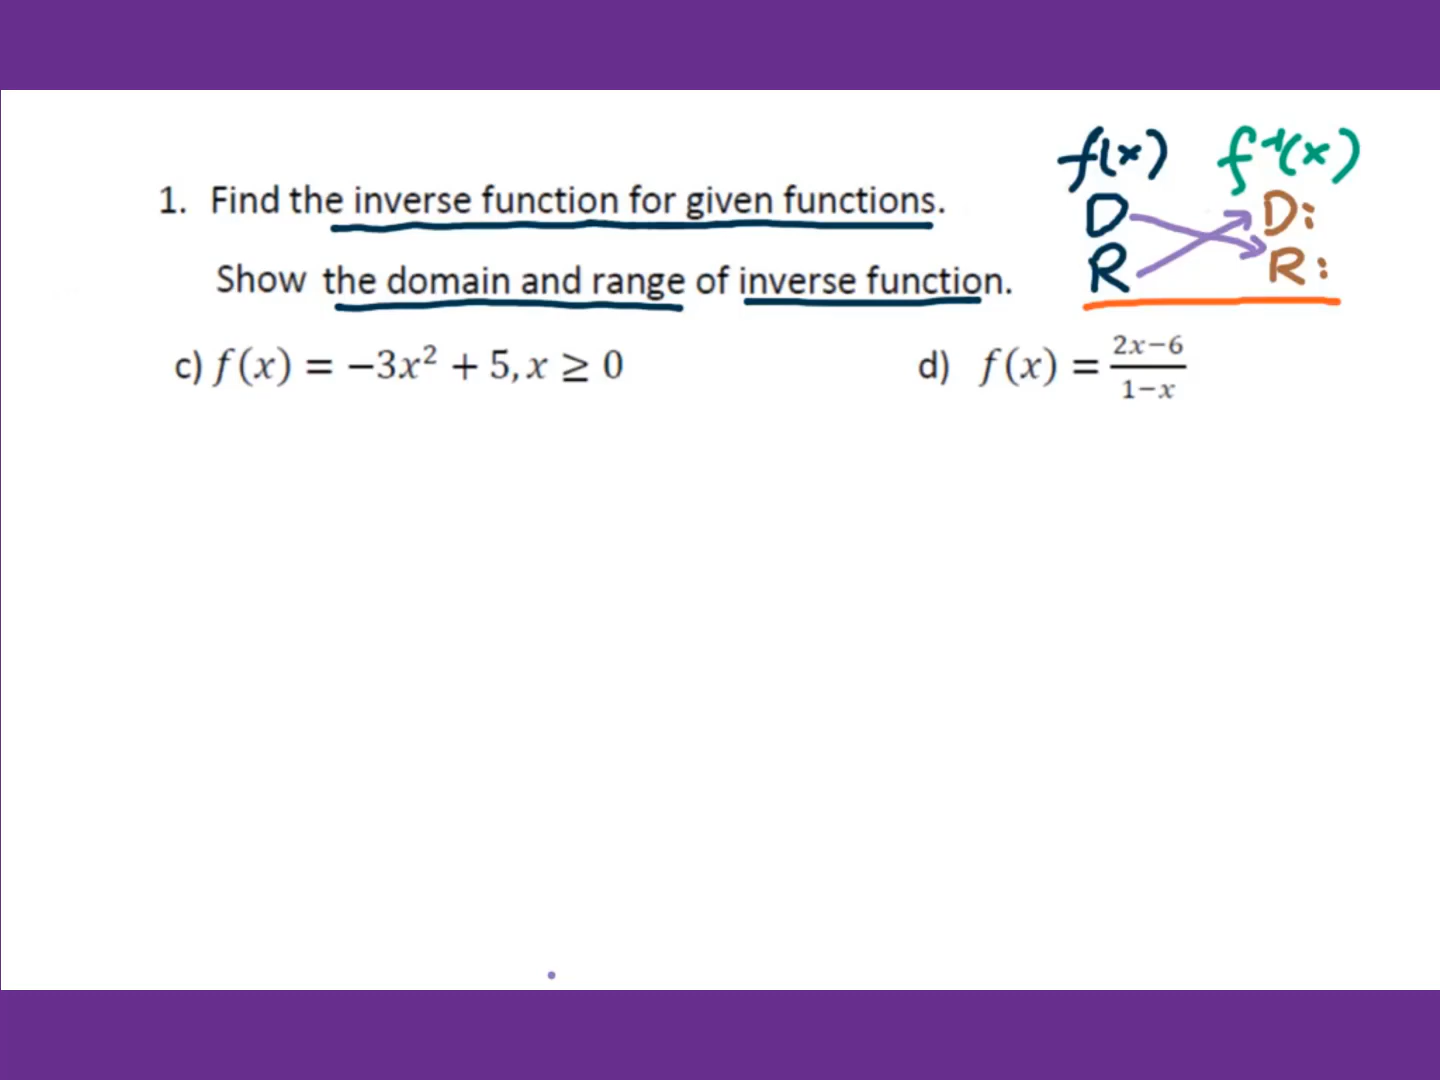 f(x) f⁻¹(x)
1. Find the inverse function for given functions.
D D:
Show the domain and range of inverse function.
R R:
c) f(x) = −3x² + 5, x ≥ 0
d) f(x) = \frac{2x−6}{1−x}